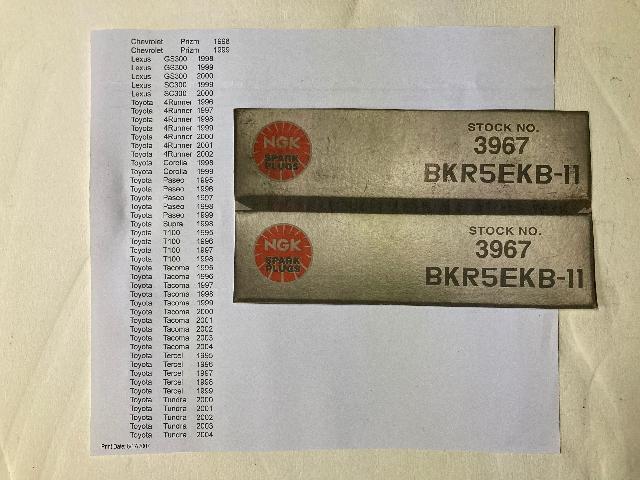 Chevrolet Prizm 1998
Chevrolet Prizm 1999
Lexus GS300 1998
Lexus GS300 1999
Lexus GS300 2000
Lexus SC300 1999
Lexus SC300 2000
Toyota 4Runner 1996
Toyota 4Runner 1997
Toyota 4Runner 1998
Toyota 4Runner 1999
Toyota 4Runner 2000
Toyota 4Runner 2001
Toyota 4Runner 2002
Toyota Corolla 1998
Toyota Corolla 1999
Toyota Paseo 1995
Toyota Paseo 1996
Toyota Paseo 1997
Toyota Paseo 1998
Toyota Paseo 1999
Toyota Supra 1998
Toyota T100 1995
Toyota T100 1996
Toyota T100 1997
Toyota T100 1998
Toyota Tacoma 1995
Toyota Tacoma 1996
Toyota Tacoma 1997
Toyota Tacoma 1998
Toyota Tacoma 1999
Toyota Tacoma 2000
Toyota Tacoma 2001
Toyota Tacoma 2002
Toyota Tacoma 2003
Toyota Tacoma 2004
Toyota Tercel 1995
Toyota Tercel 1996
Toyota Tercel 1997
Toyota Tercel 1998
Toyota Tercel 1999
Toyota Tundra 2000
Toyota Tundra 2001
Toyota Tundra 2002
Toyota Tundra 2003
Toyota Tundra 2004
Print Date:
NGK
SPARK
PLUGS
STOCK NO.
3967
BKR5EKB-11
NGK
SPARK
PLUGS
STOCK NO.
3967
BKR5EKB-11